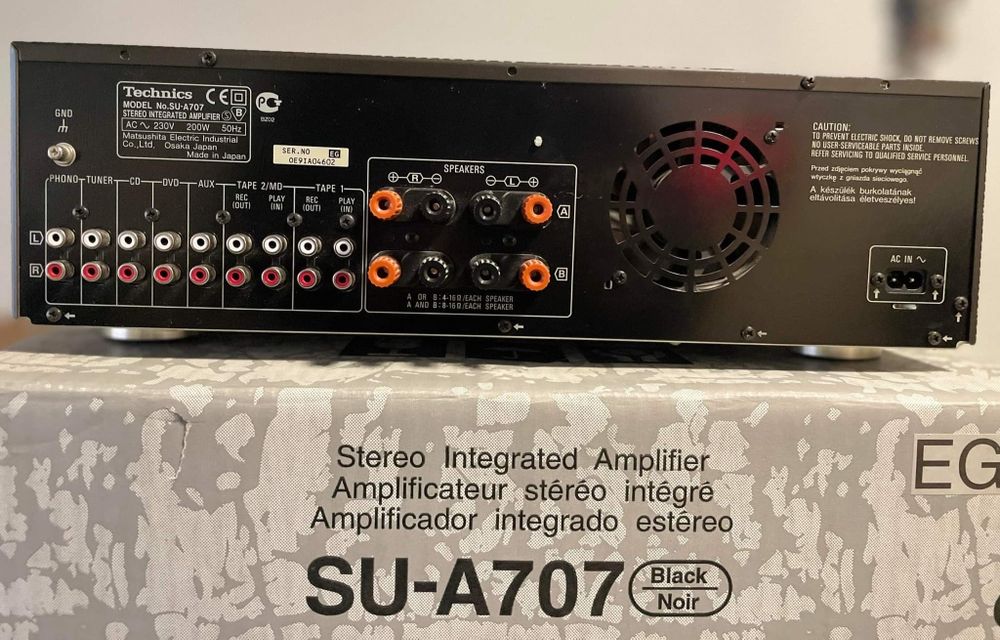 Technics
MODEL No.SU-A707
STEREO INTEGRATED AMPLIFIER S B
AC ∿ 230V 200W 50Hz
Matsushita Electric Industrial
Co.,Ltd. Osaka Japan
Made in Japan
BZ02
GND
SER.NO EG
OE9IA04602
PHONO TUNER CD DVD AUX TAPE 2/MD TAPE 1
REC (OUT) PLAY (IN) REC (OUT) PLAY (IN)
L
R
SPEAKERS
⊕ R ⊖ ⊖ L ⊕
A
B
A OR B:4-16Ω/EACH SPEAKER
A AND B:8-16Ω/EACH SPEAKER
CAUTION:
TO PREVENT ELECTRIC SHOCK, DO NOT REMOVE SCREWS
NO USER-SERVICEABLE PARTS INSIDE.
REFER SERVICING TO QUALIFIED SERVICE PERSONNEL.
Przed zdjęciem pokrywy wyciągnąć
wtyczkę z gniazda sieciowego.
A készülék burkolatának
eltávolítása életveszélyes!
AC IN ∿
Stereo Integrated Amplifier
Amplificateur stéréo intégré
Amplificador integrado estéreo
EG
SU-A707 Black
Noir